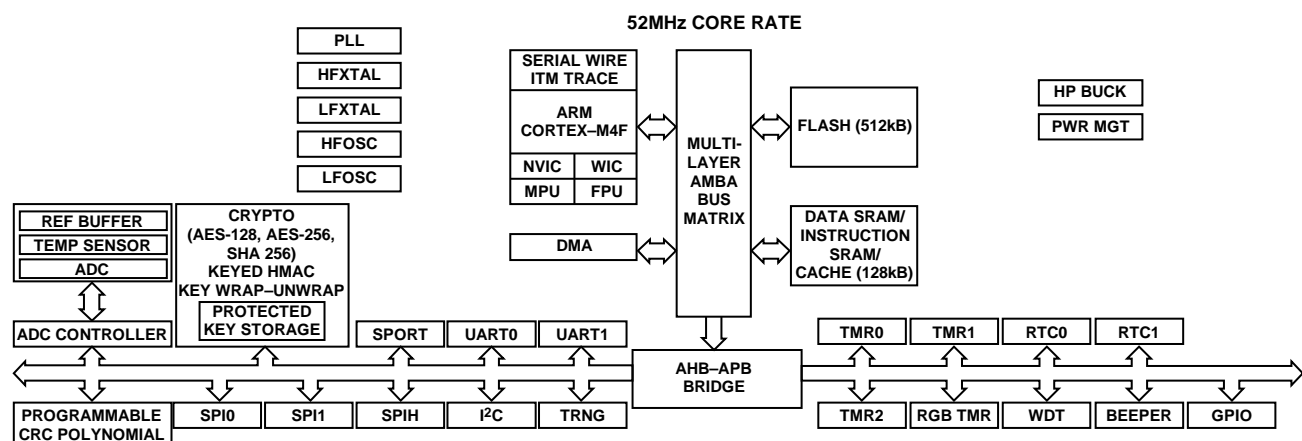 52MHz CORE RATE
PLL
HFXTAL
LFXTAL
HFOSC
LFOSC
SERIAL WIRE
ITM TRACE
ARM
CORTEX–M4F
NVIC
WIC
MPU
FPU
DMA
MULTI-
LAYER
AMBA
BUS
MATRIX
FLASH (512kB)
DATA SRAM/
INSTRUCTION
SRAM/
CACHE (128kB)
HP BUCK
PWR MGT
REF BUFFER
TEMP SENSOR
ADC
ADC CONTROLLER
CRYPTO
(AES-128, AES-256,
SHA 256)
KEYED HMAC
KEY WRAP–UNWRAP
PROTECTED
KEY STORAGE
SPORT
UART0
UART1
AHB–APB
BRIDGE
TMR0
TMR1
RTC0
RTC1
PROGRAMMABLE
CRC POLYNOMIAL
SPI0
SPI1
SPIH
I²C
TRNG
TMR2
RGB TMR
WDT
BEEPER
GPIO